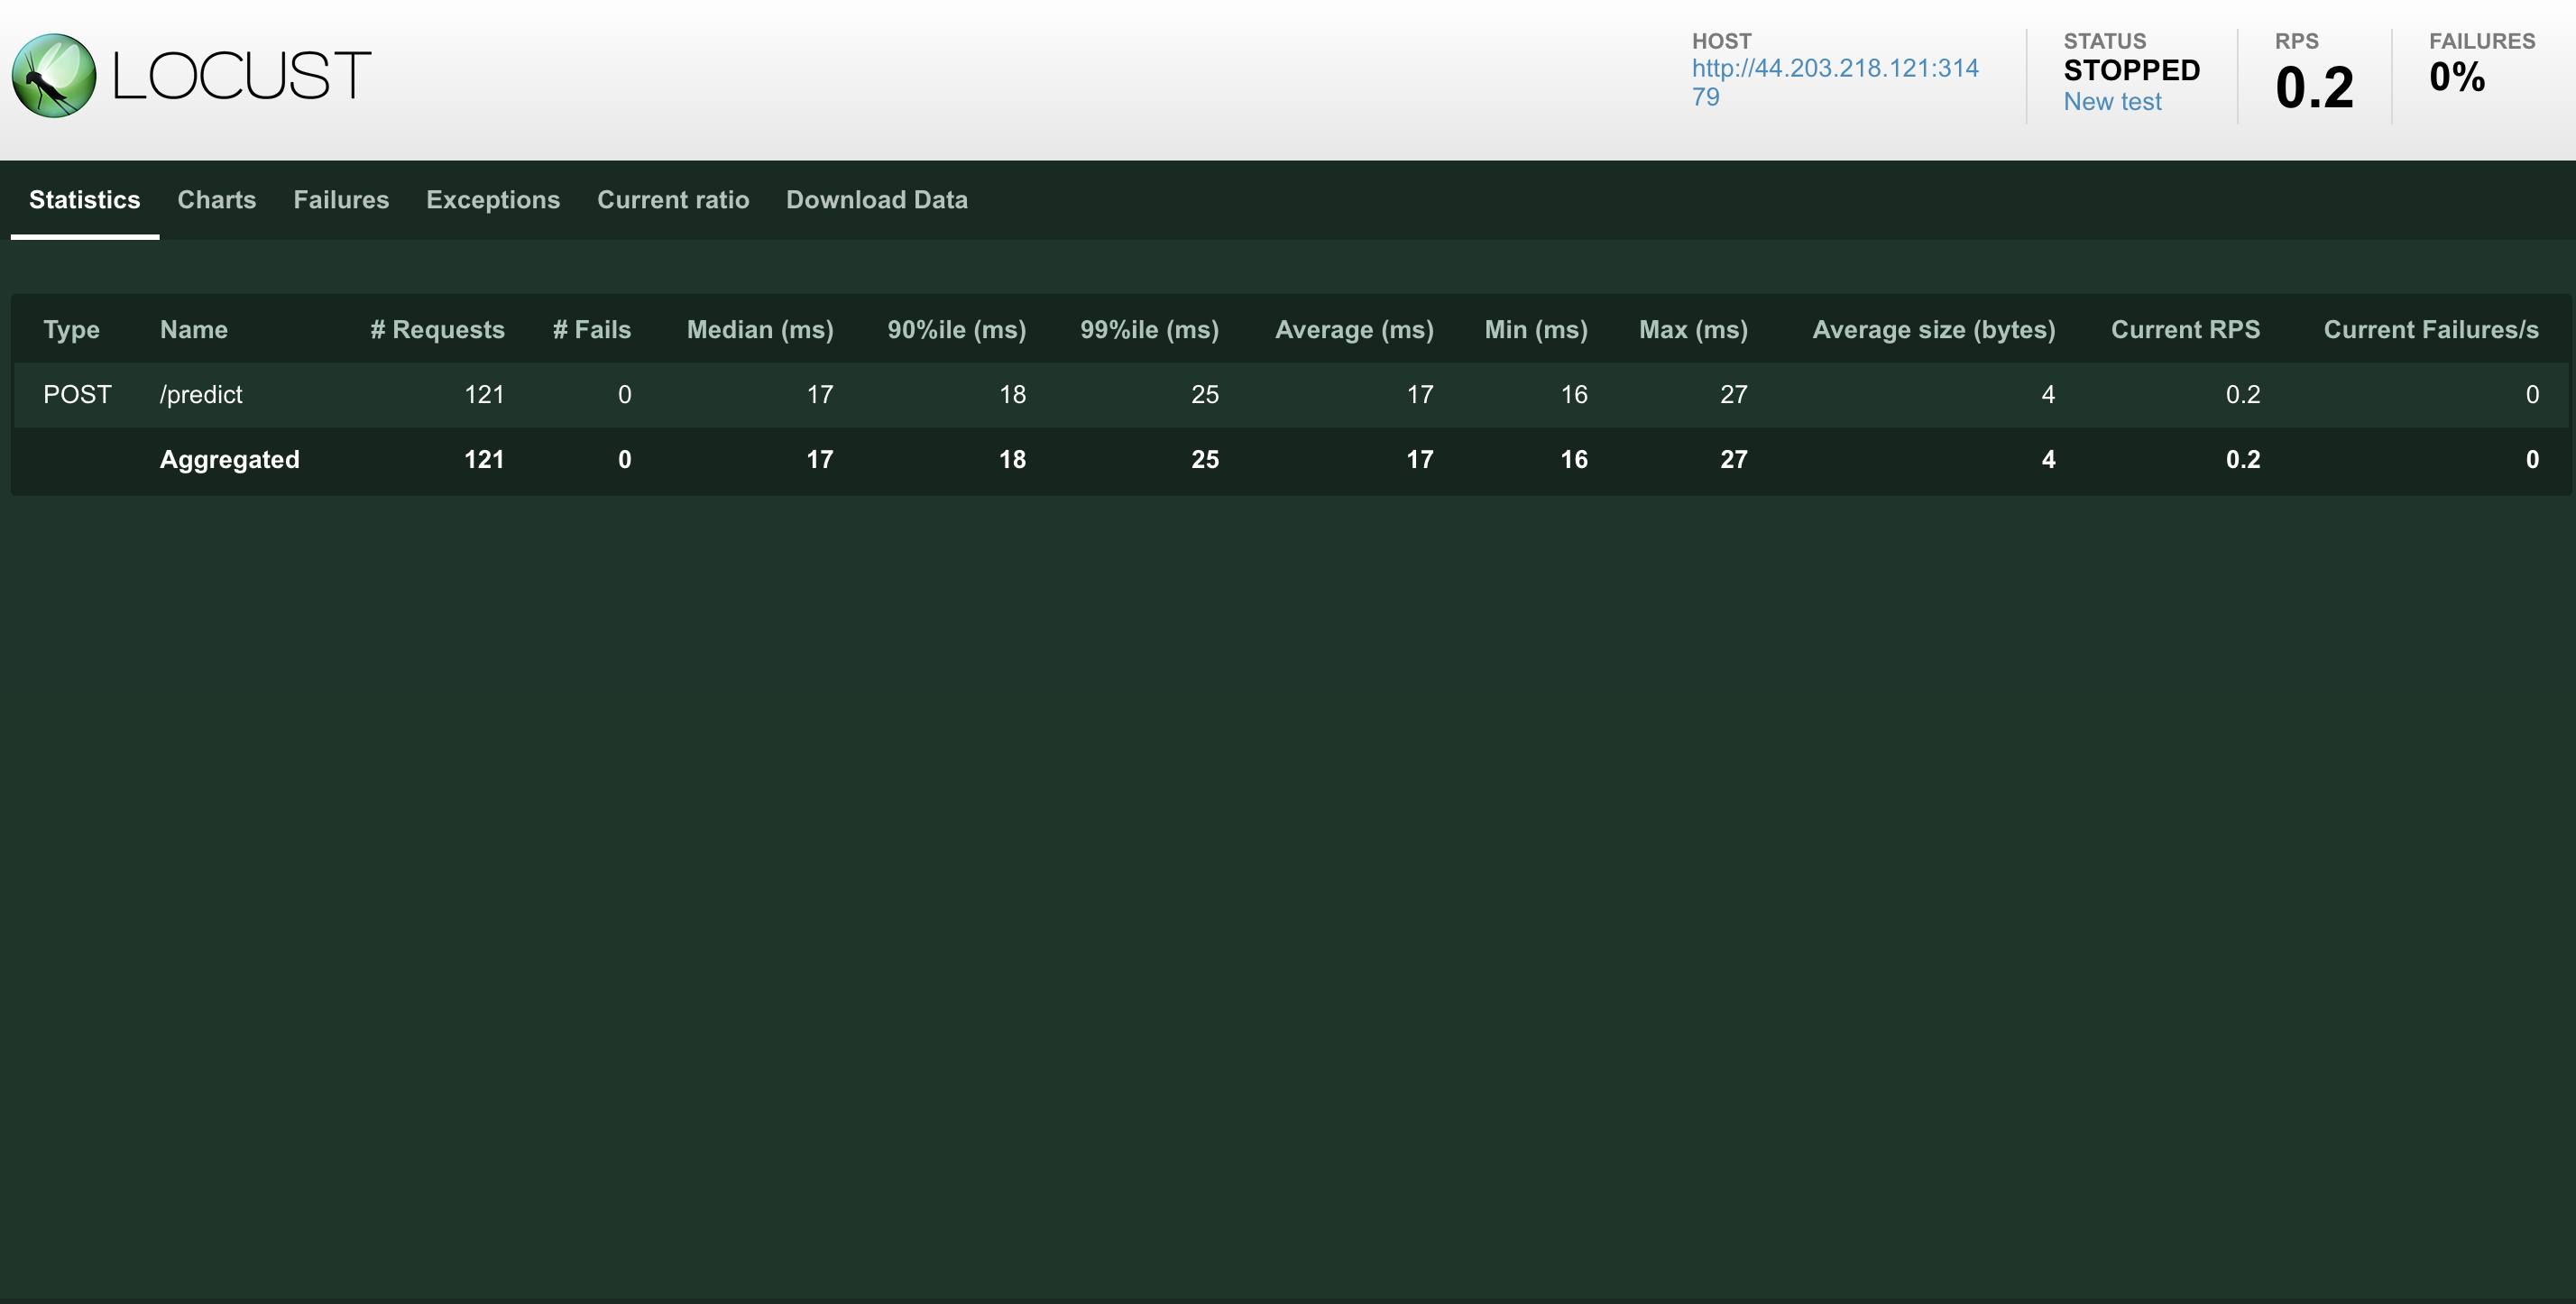 LOCUST
HOST
http://44.203.218.121:314
79
STATUS
STOPPED
New test
RPS
0.2
FAILURES
0%
Statistics Charts Failures Exceptions Current ratio Download Data
Type Name # Requests # Fails Median (ms) 90%ile (ms) 99%ile (ms) Average (ms) Min (ms) Max (ms) Average size (bytes) Current RPS Current Failures/s
POST /predict 121 0 17 18 25 17 16 27 4 0.2 0
Aggregated 121 0 17 18 25 17 16 27 4 0.2 0